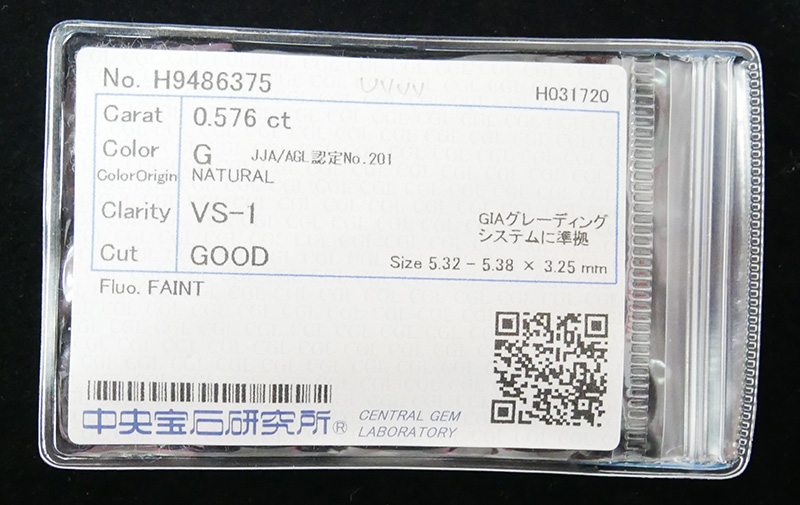 No. H9486375
H031720
Carat 0.576 ct
Color G JJA/AGL認定No.201
ColorOrigin NATURAL
Clarity VS-1
GIAグレーディング
システムに準拠
Cut GOOD
Size 5.32 - 5.38 × 3.25 mm
Fluo. FAINT
中央宝石研究所® CENTRAL GEM
LABORATORY